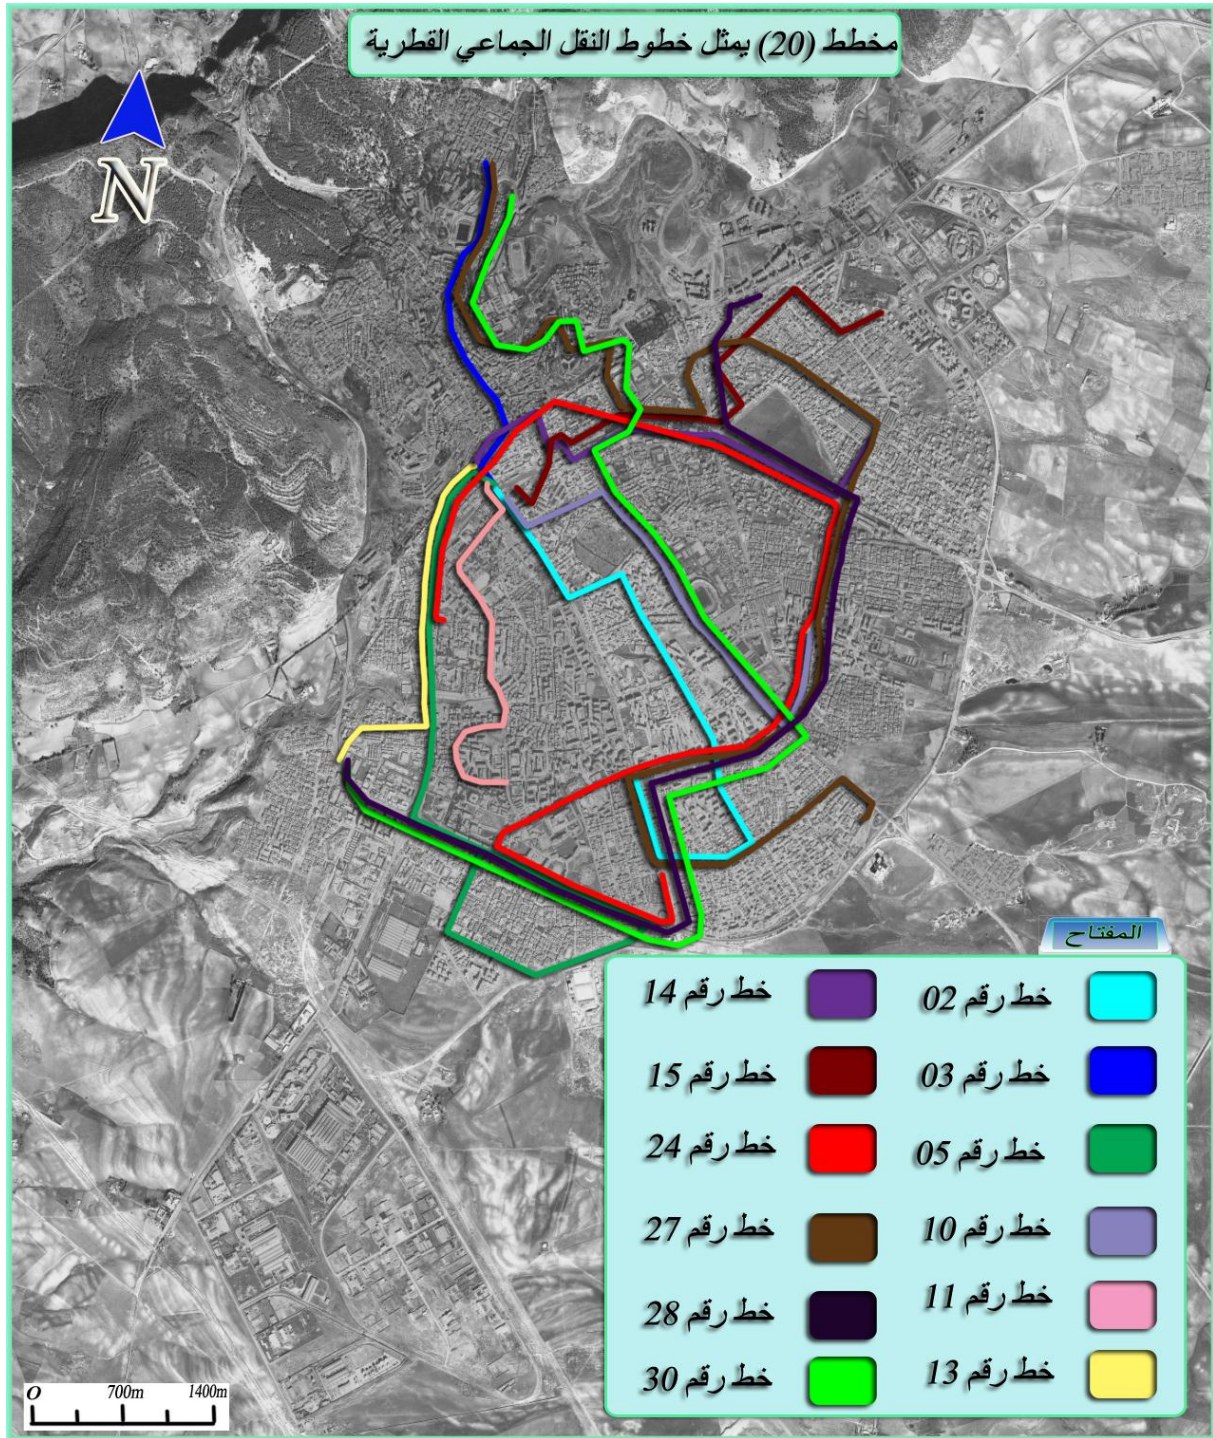 مخطط (20) يمثل خطوط النقل الجماعي القطرية
N
المفتاح
خط رقم 02
خط رقم 03
خط رقم 05
خط رقم 10
خط رقم 11
خط رقم 13
خط رقم 14
خط رقم 15
خط رقم 24
خط رقم 27
خط رقم 28
خط رقم 30
O 700m 1400m